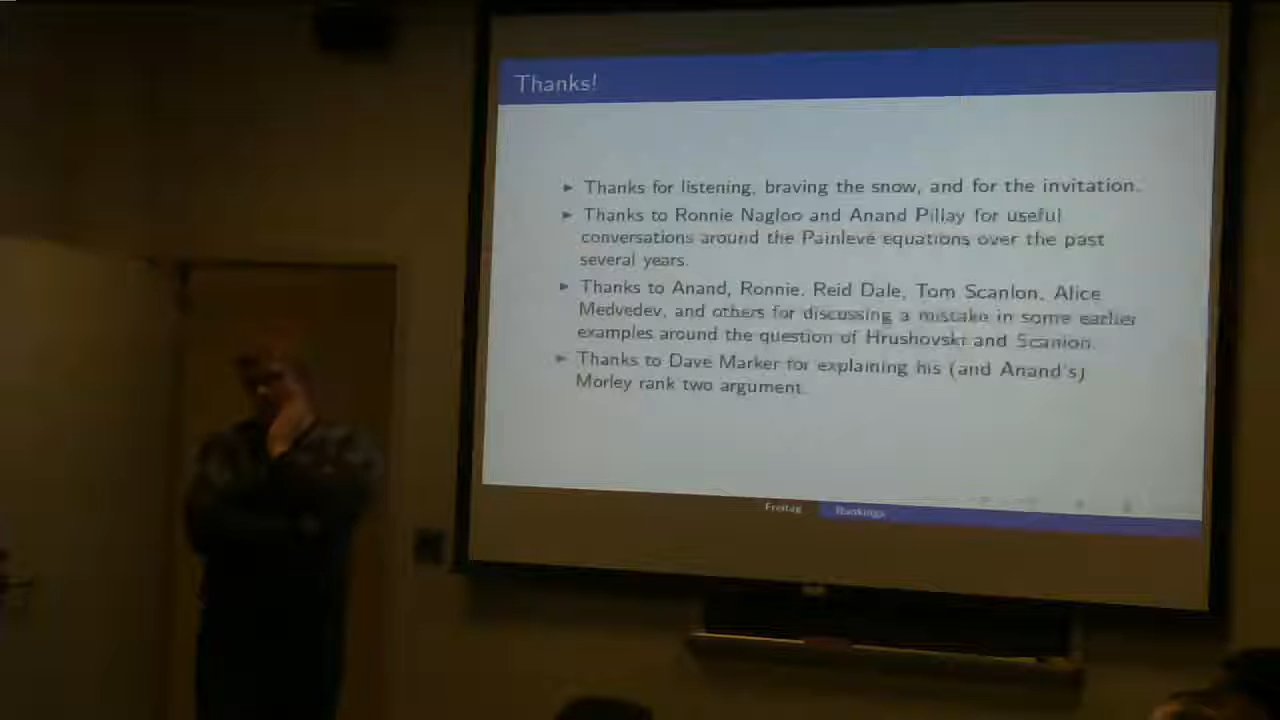 Thanks!
▶ Thanks for listening, braving the snow, and for the invitation.
▶ Thanks to Ronnie Nagloo and Anand Pillay for useful
conversations around the Painlevé equations over the past
several years.
▶ Thanks to Anand, Ronnie, Reid Dale, Tom Scanlon, Alice
Medvedev, and others for discussing a mistake in some earlier
examples around the question of Hrushovski and Scanlon.
▶ Thanks to Dave Marker for explaining his (and Anand's)
Morley rank two argument.
Freitag Rankings